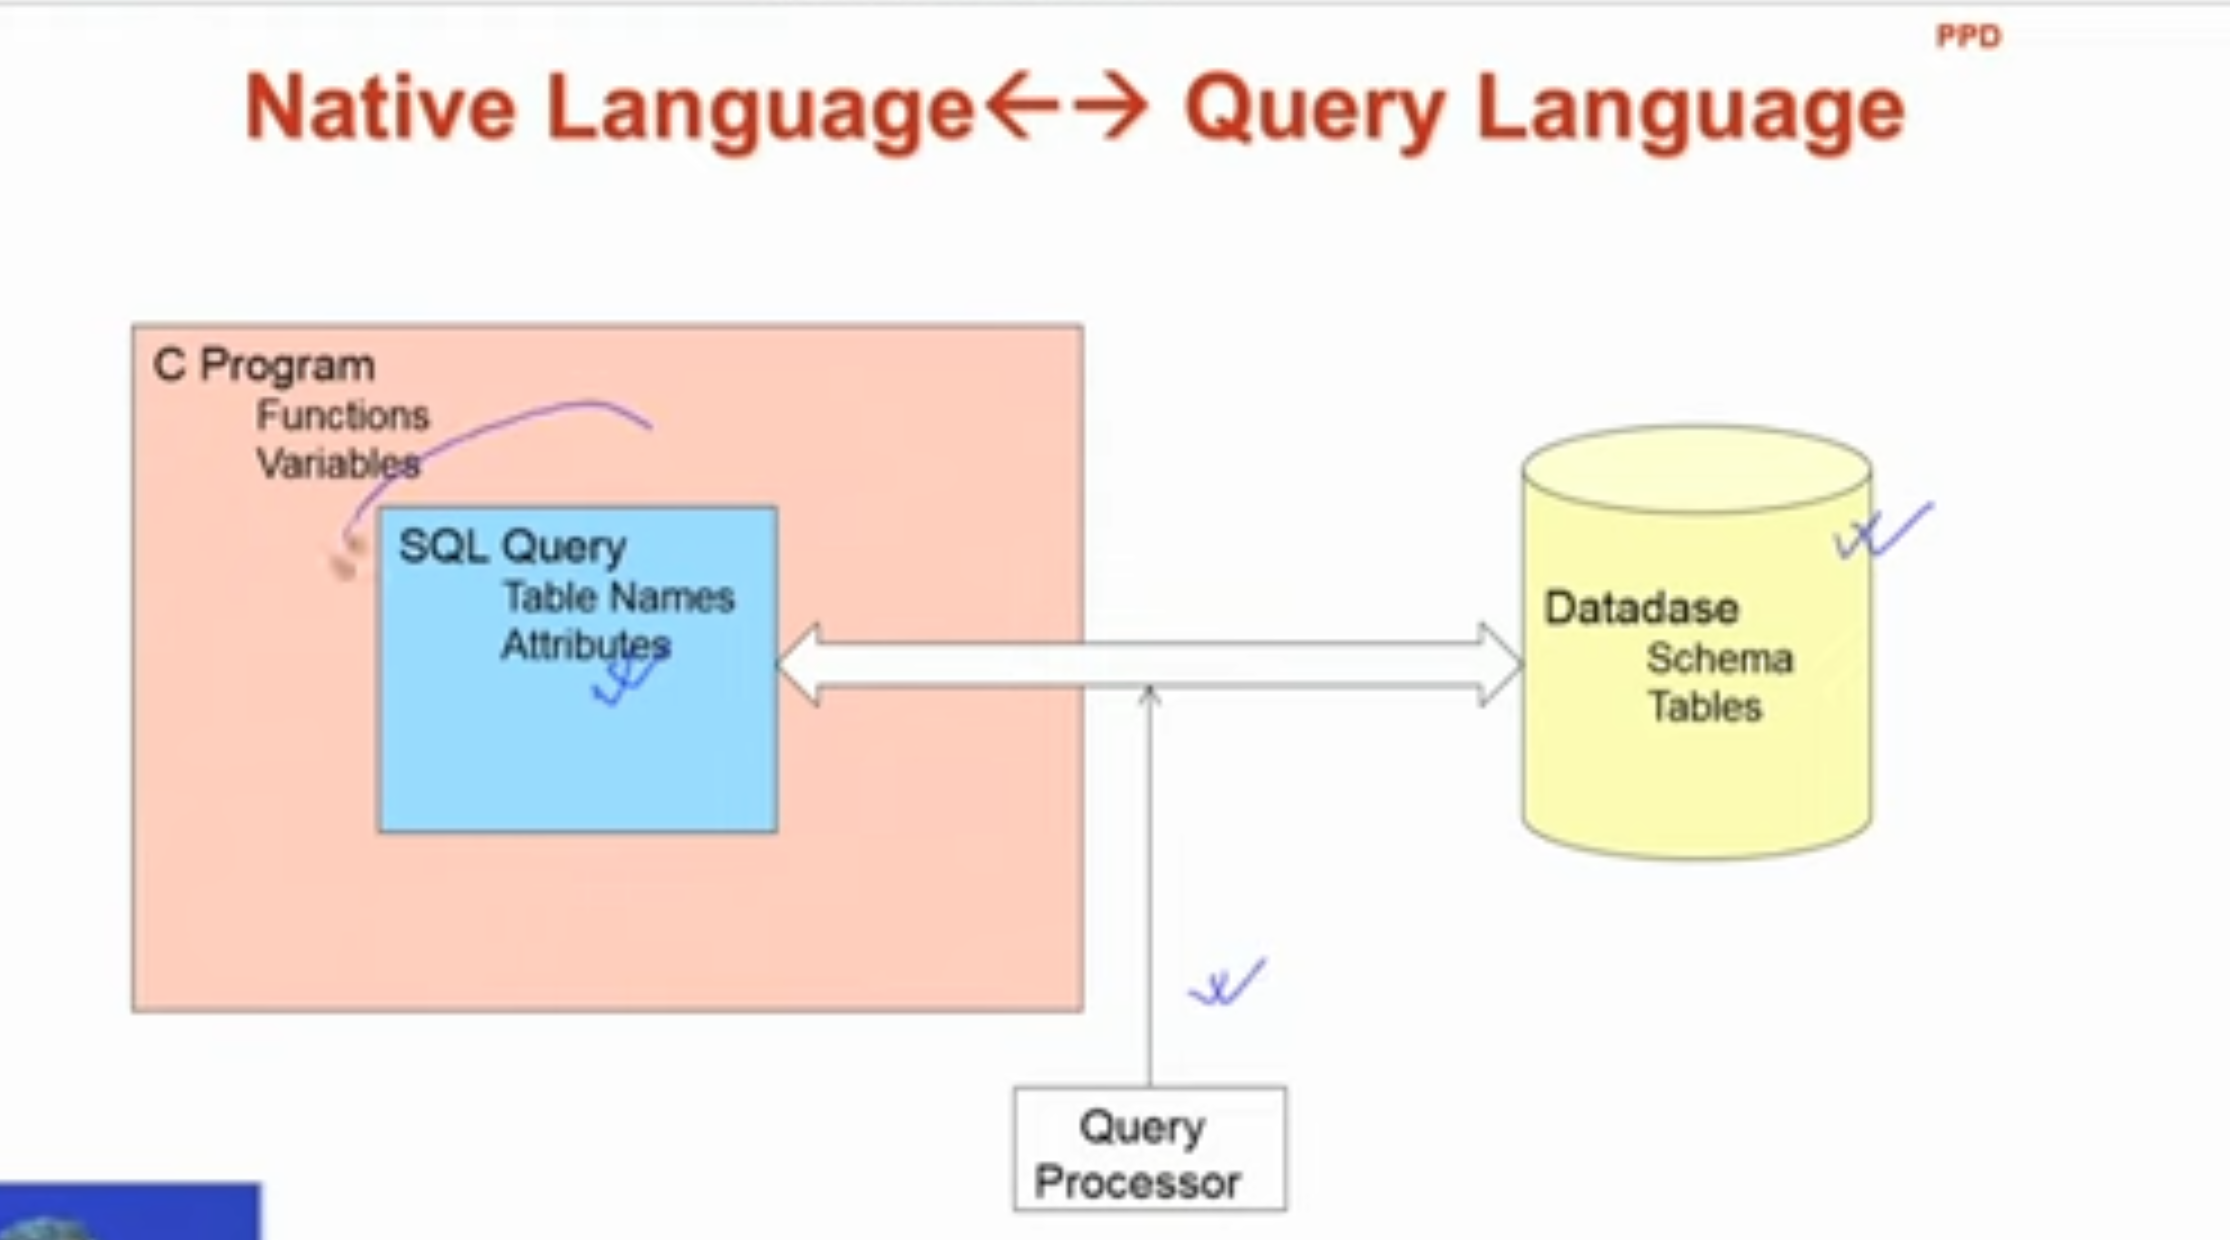 PPD
Native Language←→ Query Language
C Program
Functions
Variables
SQL Query
Table Names
Attributes
Datadase
Schema
Tables
Query
Processor